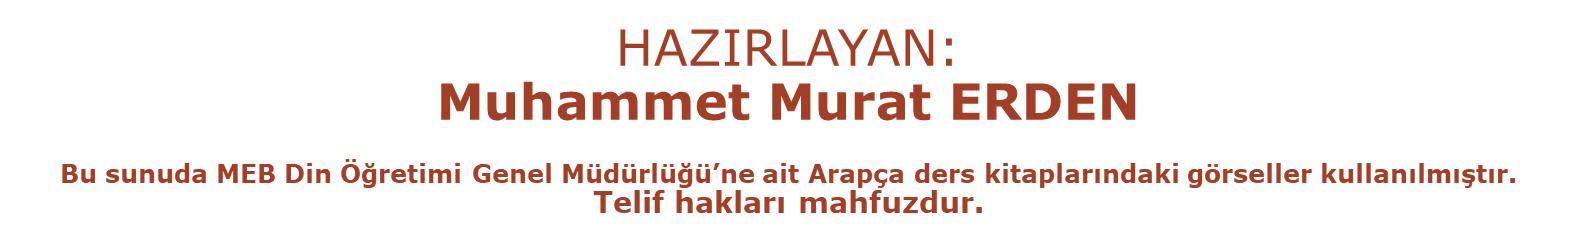 HAZIRLAYAN:
Muhammet Murat ERDEN
Bu sunuda MEB Din Öğretimi Genel Müdürlüğü’ne ait Arapça ders kitaplarındaki görseller kullanılmıştır.
Telif hakları mahfuzdur.